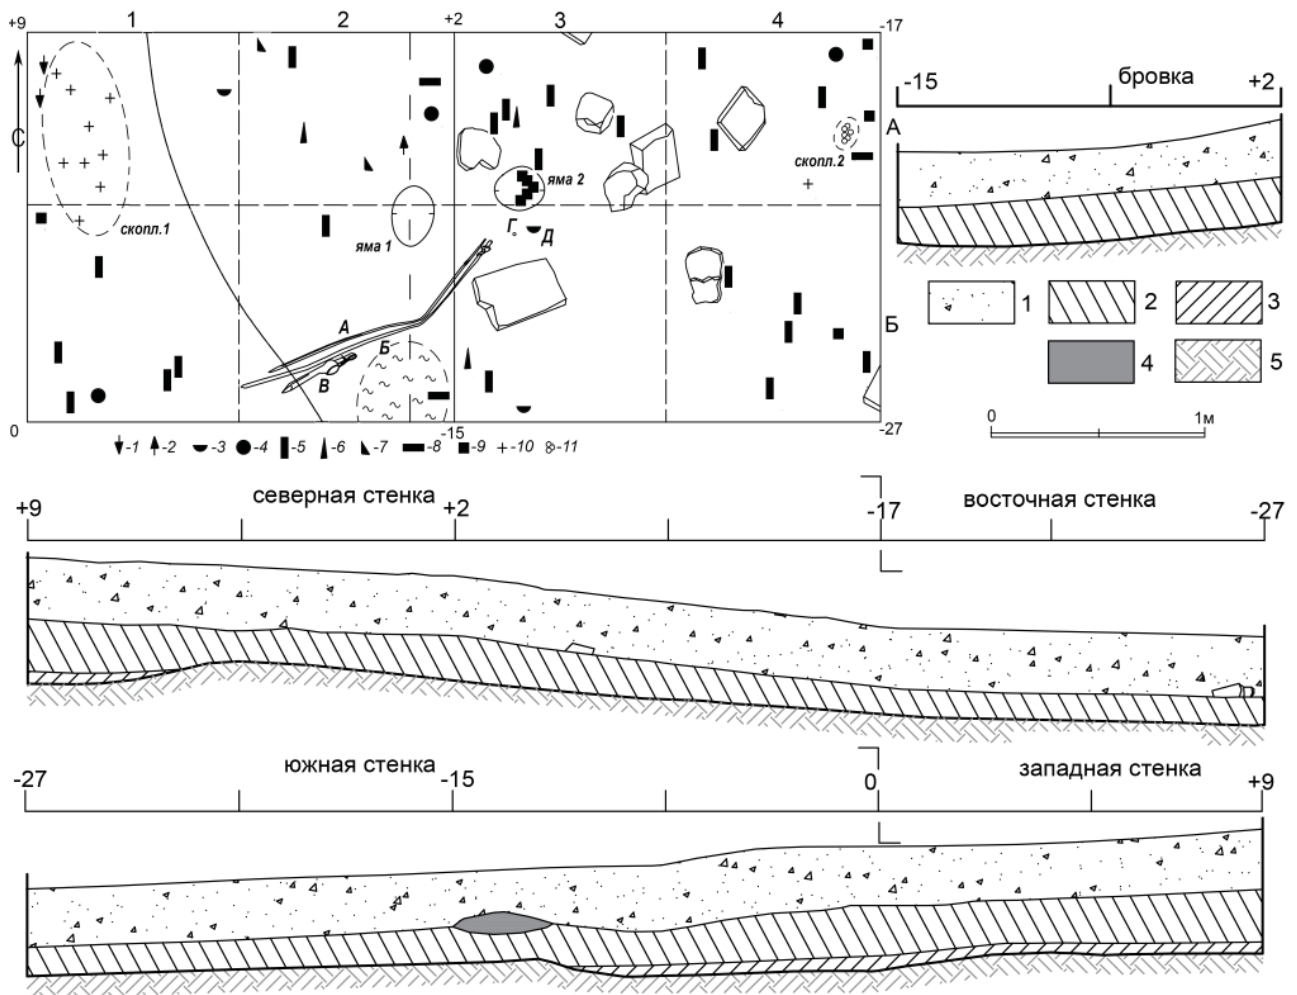 +9 1 2 +2 3 4 -17
С
скопл.1
яма 1
яма 2
скопл.2
А
Б
Г
Д
А
Б
В
0 -15 -27
-1 -2 -3 -4 -5 -6 -7 -8 -9 -10 -11
бровка
-15 +2
1 2 3
4 5
0 1м
северная стенка восточная стенка
+9 +2 -17 -27
южная стенка западная стенка
-27 -15 0 +9